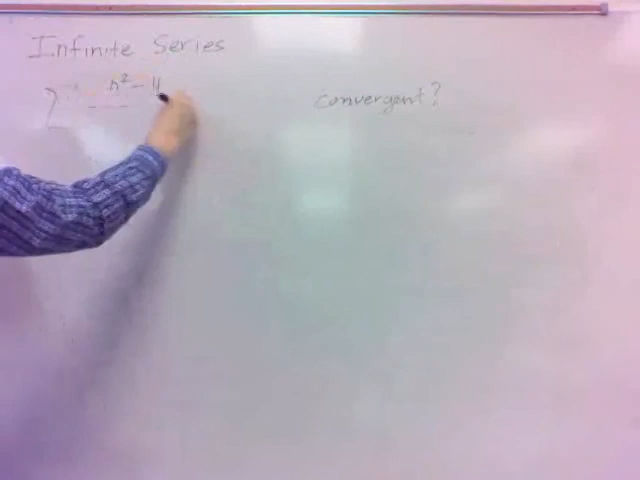 Infinite Series
∑ n² - 4
convergent?